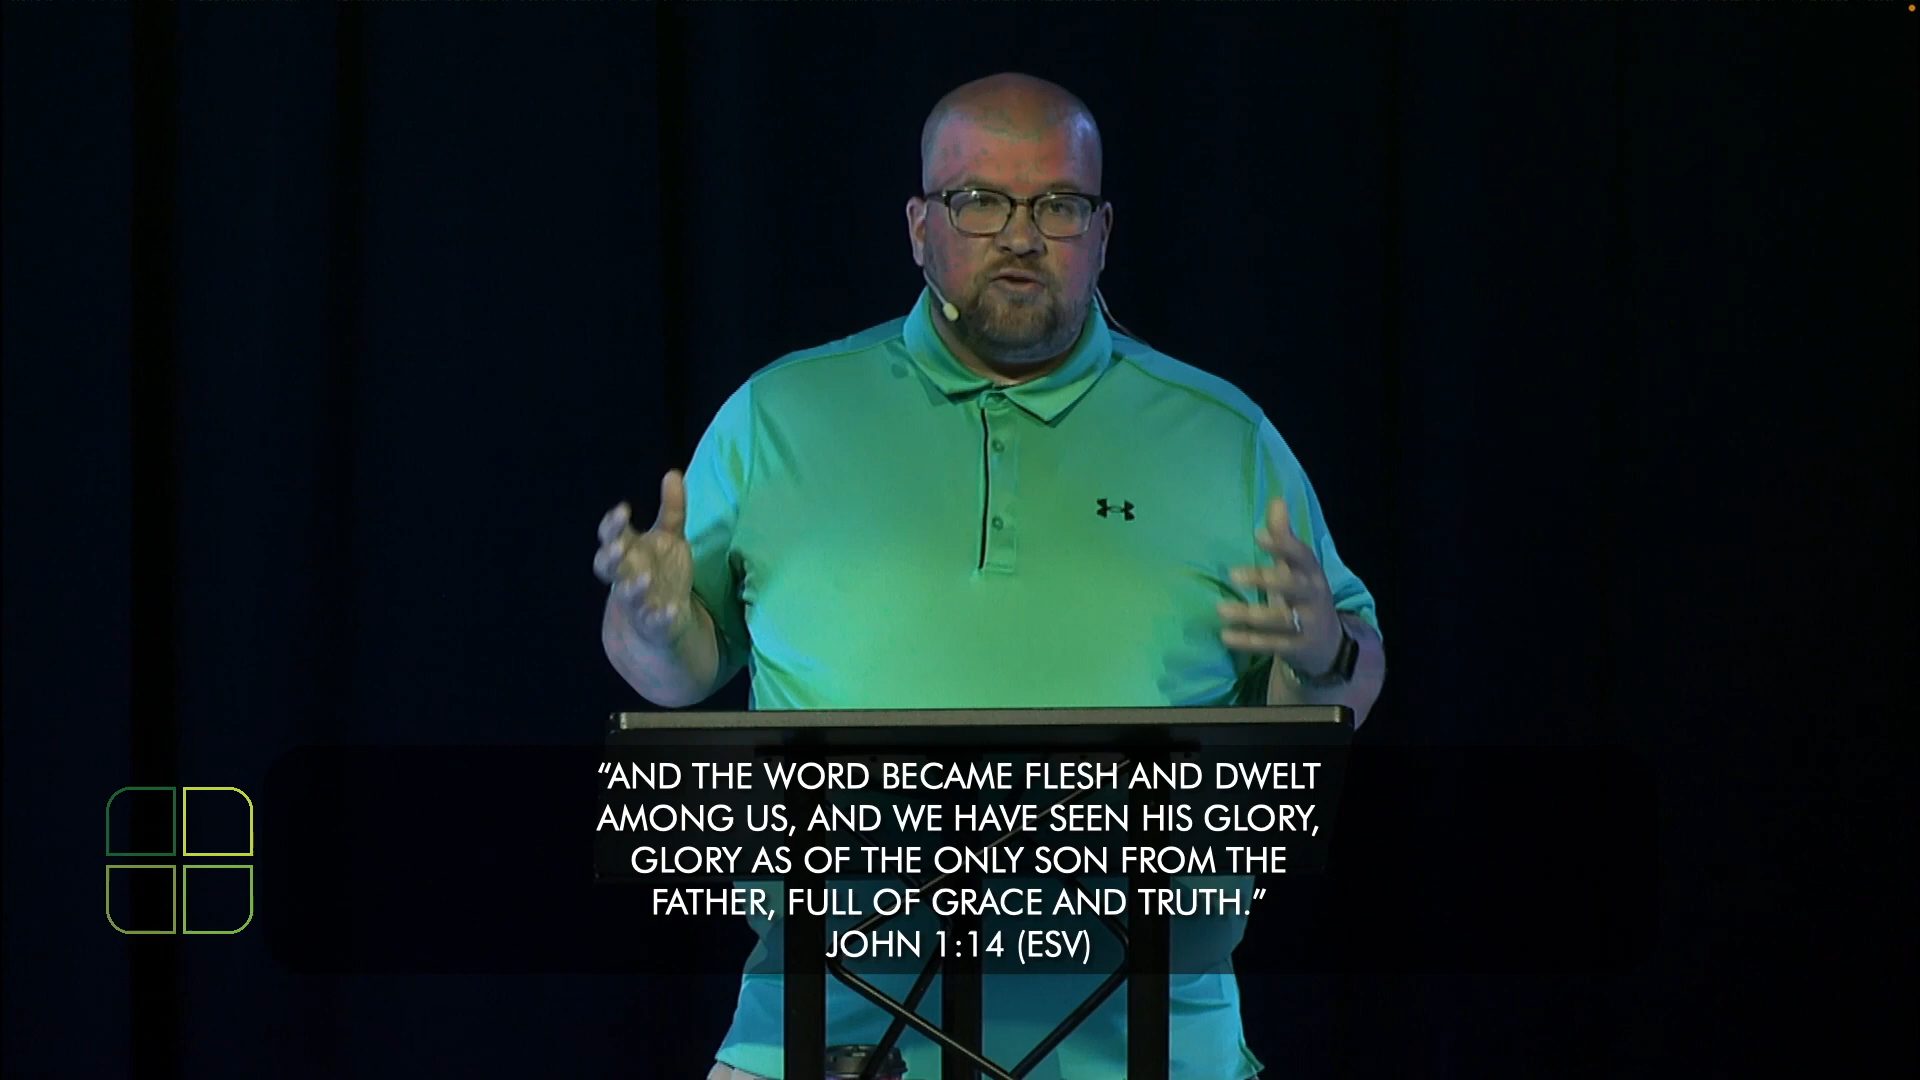 “AND THE WORD BECAME FLESH AND DWELT
AMONG US, AND WE HAVE SEEN HIS GLORY,
GLORY AS OF THE ONLY SON FROM THE
FATHER, FULL OF GRACE AND TRUTH.”
JOHN 1:14 (ESV)